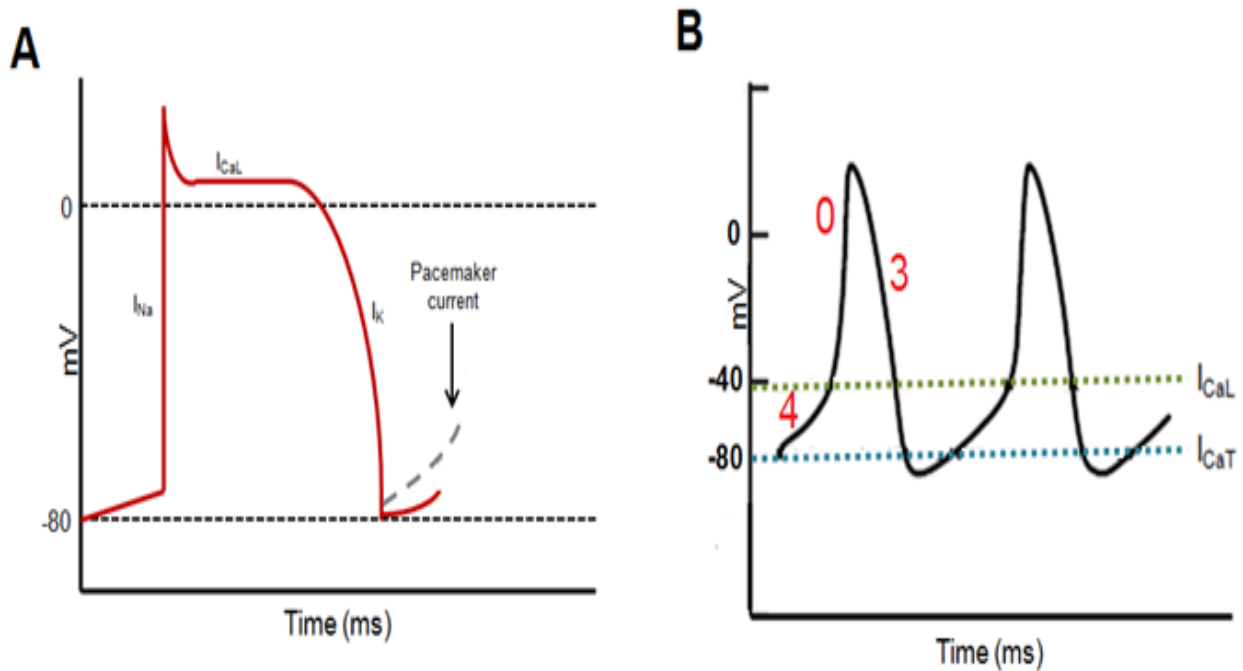 A
I_CaL
0
Pacemaker
current
I_Na
I_K
mV
-80
Time (ms)
B
0
0
3
mV
-40
I_CaL
4
-80
I_CaT
Time (ms)